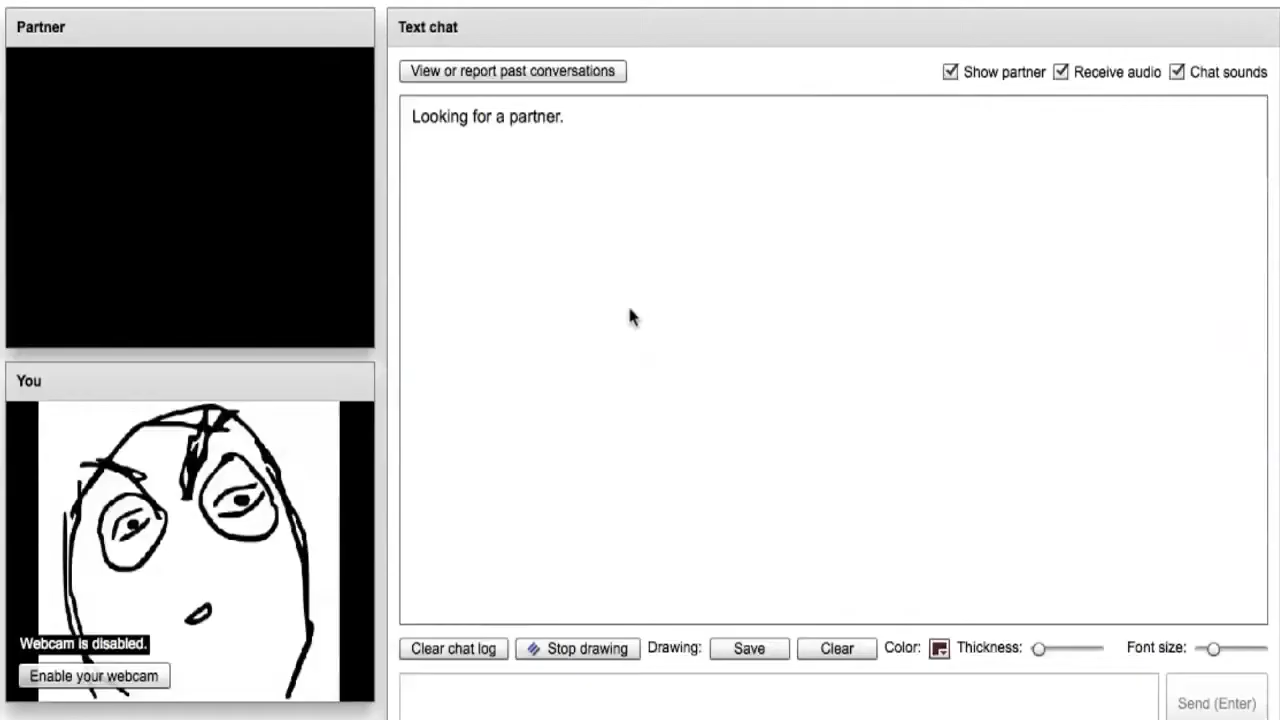 Partner
Text chat
View or report past conversations
Show partner
Receive audio
Chat sounds
Looking for a partner.
You
Webcam is disabled.
Enable your webcam
Clear chat log
Stop drawing
Drawing:
Save
Clear
Color:
Thickness:
Font size:
Send (Enter)